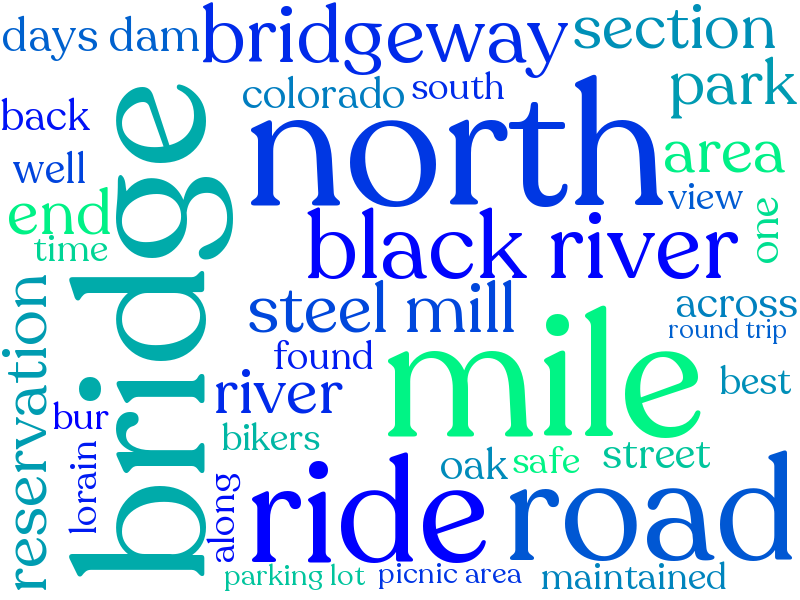 days dam
bridgeway
section
colorado
south
park
back
north
well
area
view
end
black river
one
time
bridge
steel mill
across
round trip
reservation
found
mile
river
best
bur
bikers
lorain
oak
safe
street
along
ride
road
parking lot
picnic area
maintained